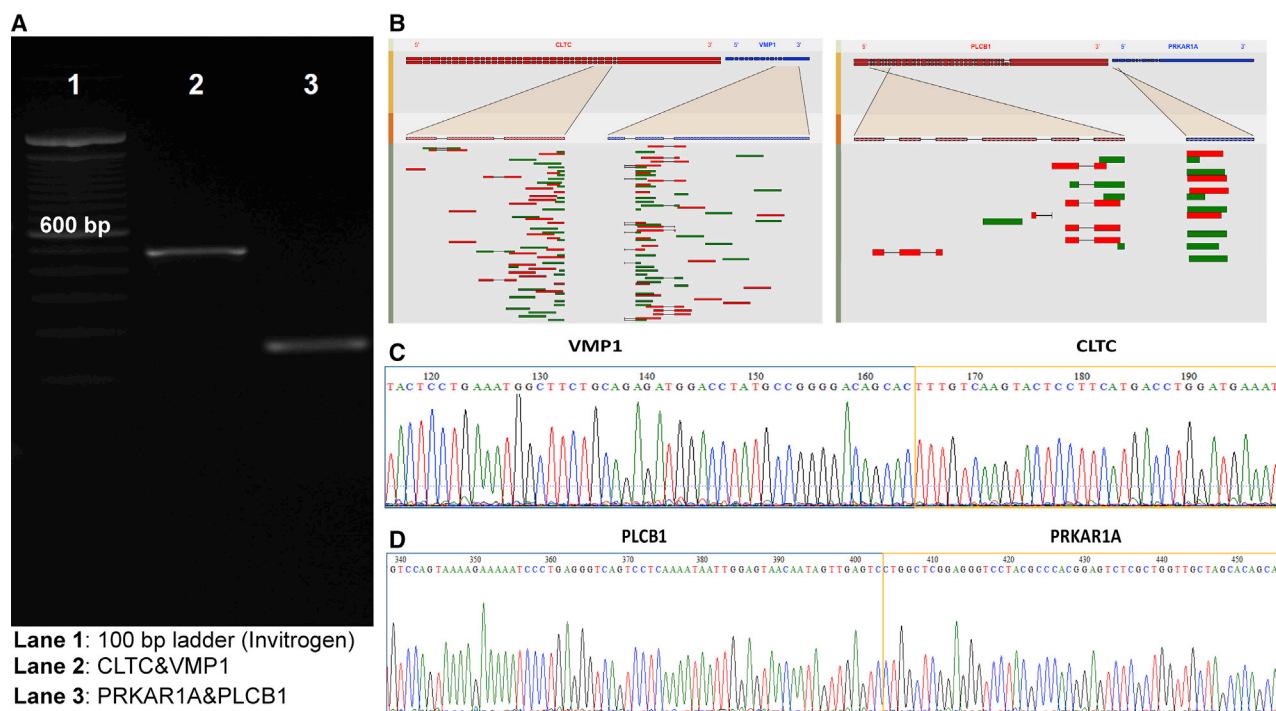 A
1 2 3
600 bp
Lane 1: 100 bp ladder (Invitrogen)
Lane 2: CLTC&VMP1
Lane 3: PRKAR1A&PLCB1
B
5' CLTC 3' 5' VMP1 3'
5' PLCB1 3' 5' PRKAR1A 3'
C
VMP1 CLTC
120 130 140 150 160 170 180 190
TACTCCTGAAATGGCTTCTGCAGAGATGGACCTATGCCGGGGACAGCACTTTGTCAAGTACTCCTTCATGACCTGGATGAAAT
D
PLCB1 PRKAR1A
340 350 360 370 380 390 400 410 420 430 440 450
GTCCAGTAAAAGAAAAATCCCTGAGGGTCAGTCCTCAAAATAATTGGAGTAACAATAGTTGAGTCCTGGCTCGGAGGGTCCTACGCCCACGGAGTCTCGCTGGTTGCTAGCACAGCA